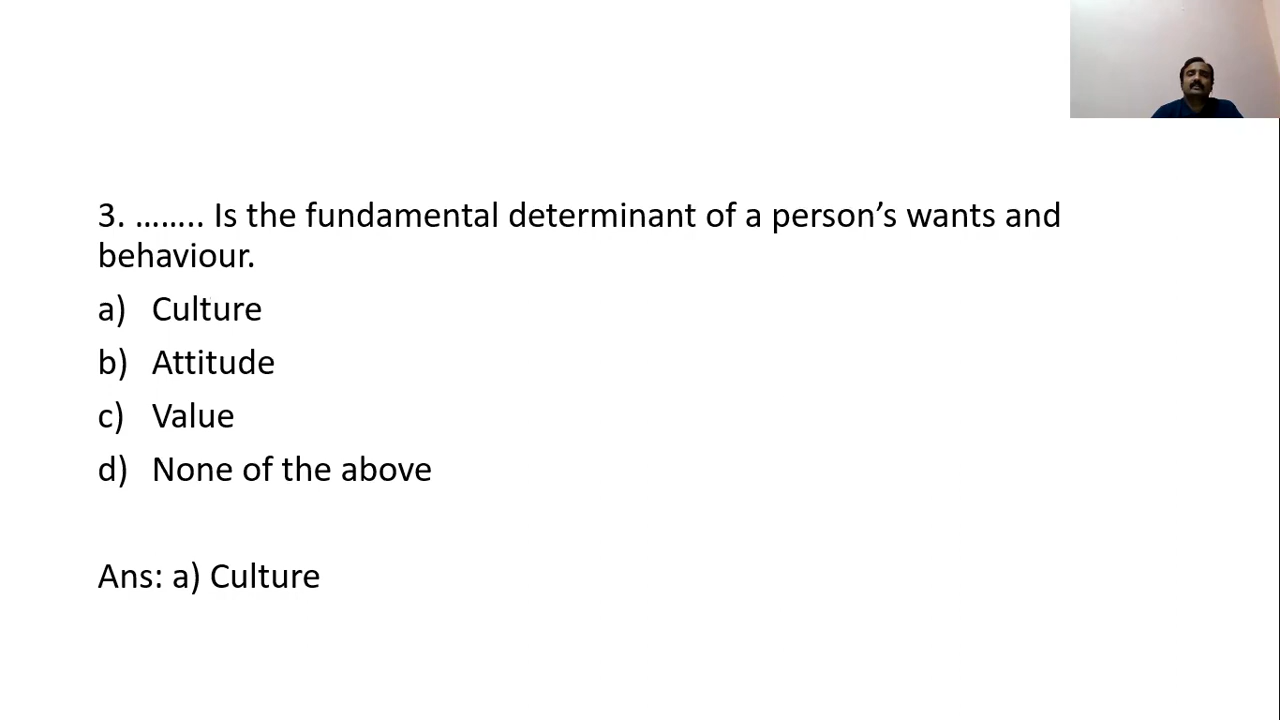 3. …….. Is the fundamental determinant of a person’s wants and
behaviour.
a) Culture
b) Attitude
c) Value
d) None of the above
Ans: a) Culture